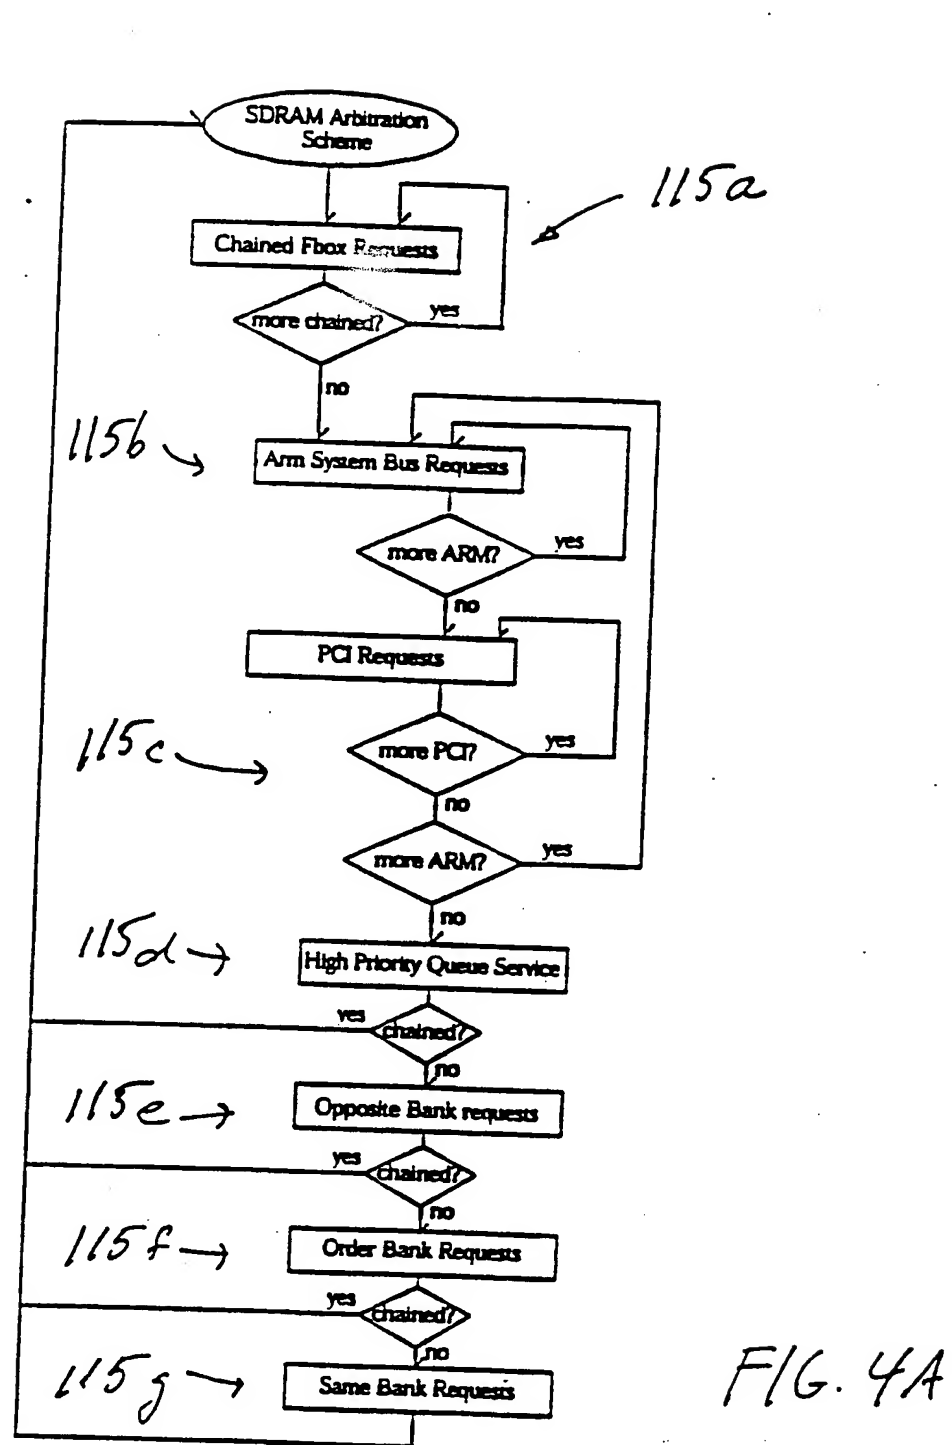 SDRAM Arbitration
Scheme
115a
Chained Fbox Requests
yes
more chained?
no
115b
Arm System Bus Requests
yes
more ARM?
no
PCI Requests
115c
yes
more PCI?
no
yes
more ARM?
no
115d
High Priority Queue Service
yes
chained?
no
115e
Opposite Bank requests
yes
chained?
no
115f
Order Bank Requests
yes
chained?
no
115g
Same Bank Requests
FIG. 4A